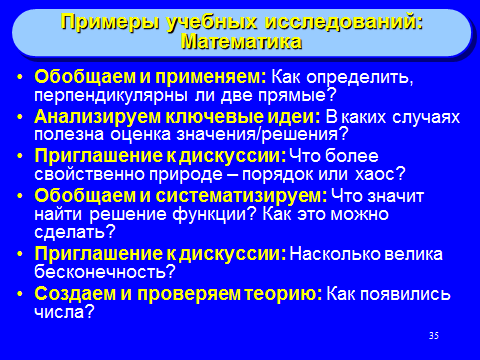 Примеры учебных исследований:
Математика
• Обобщаем и применяем: Как определить,
перпендикулярны ли две прямые?
• Анализируем ключевые идеи: В каких случаях
полезна оценка значения/решения?
• Приглашение к дискуссии: Что более
свойственно природе – порядок или хаос?
• Обобщаем и систематизируем: Что значит
найти решение функции? Как это можно
сделать?
• Приглашение к дискуссии: Насколько велика
бесконечность?
• Создаем и проверяем теорию: Как появились
числа?
35